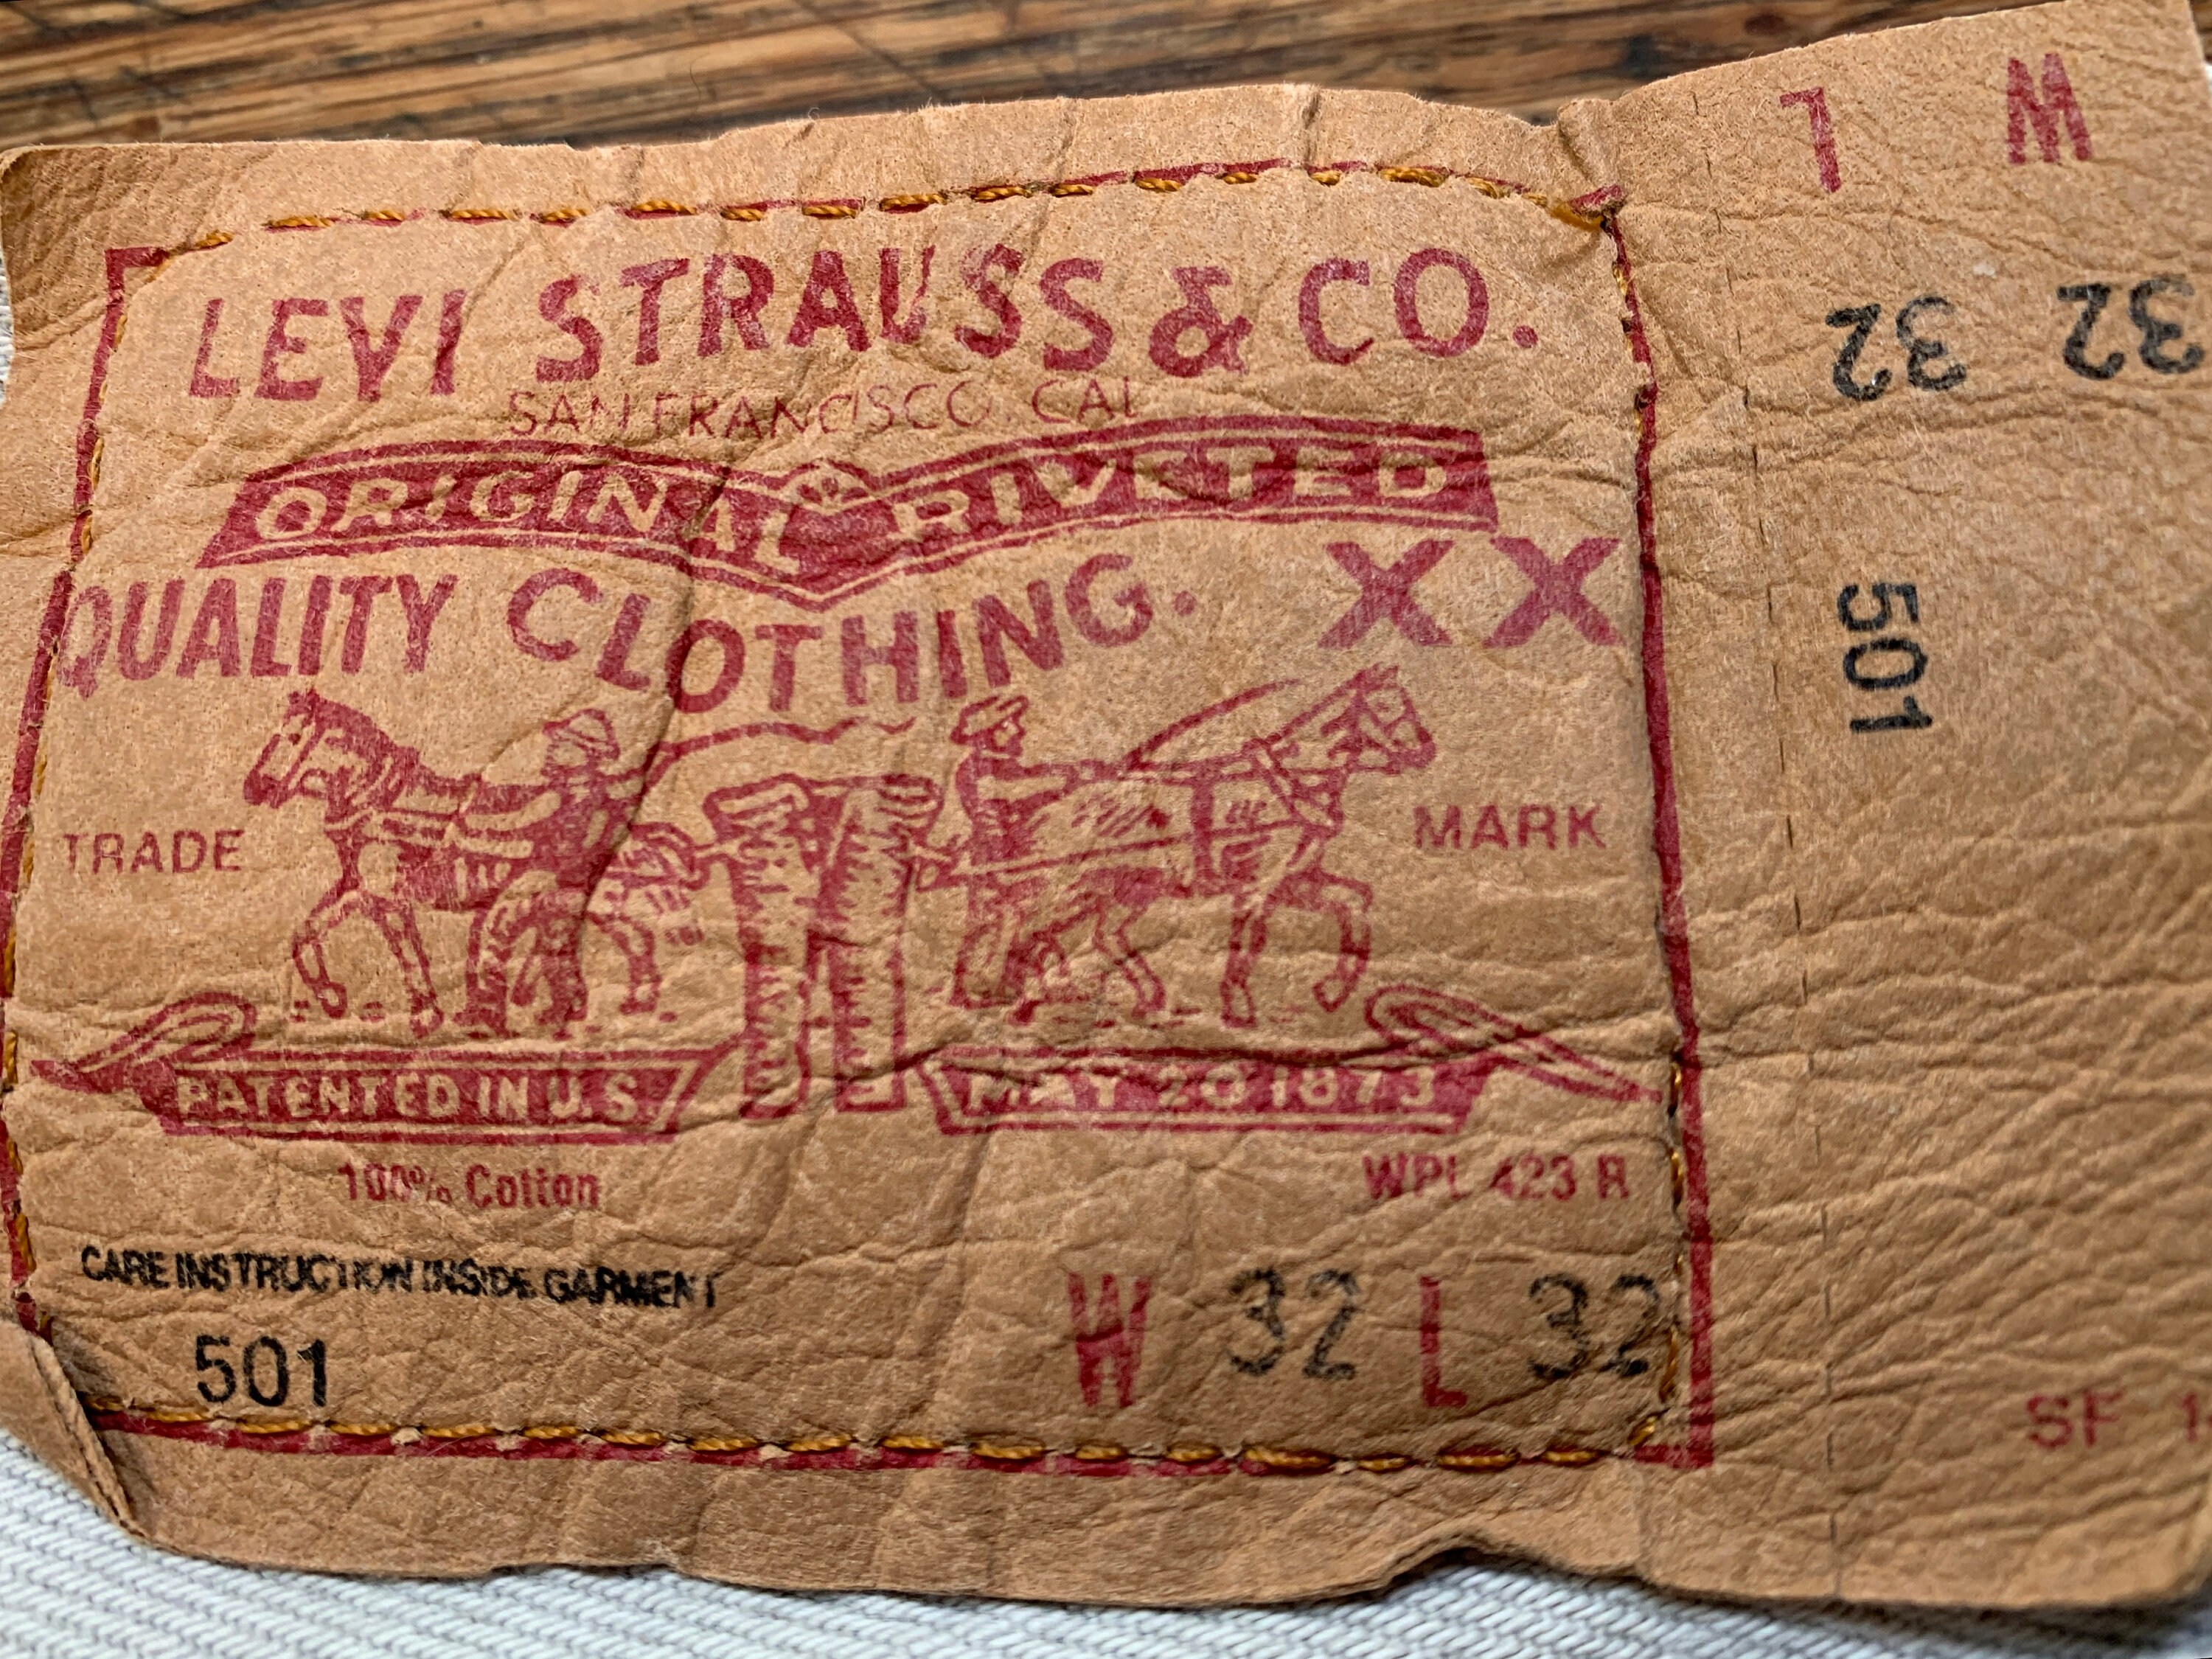 LEVI STRAUSS & CO.
SAN FRANCISCO, CAL
ORIGINAL RIVETED
QUALITY CLOTHING. XX
TRADE MARK
PATENTED IN U.S. MAY 20 1873
100% Cotton WPL 423 R
CARE INSTRUCTION INSIDE GARMENT
501 W 32 L 32
W 32
L 32
501
SF 1